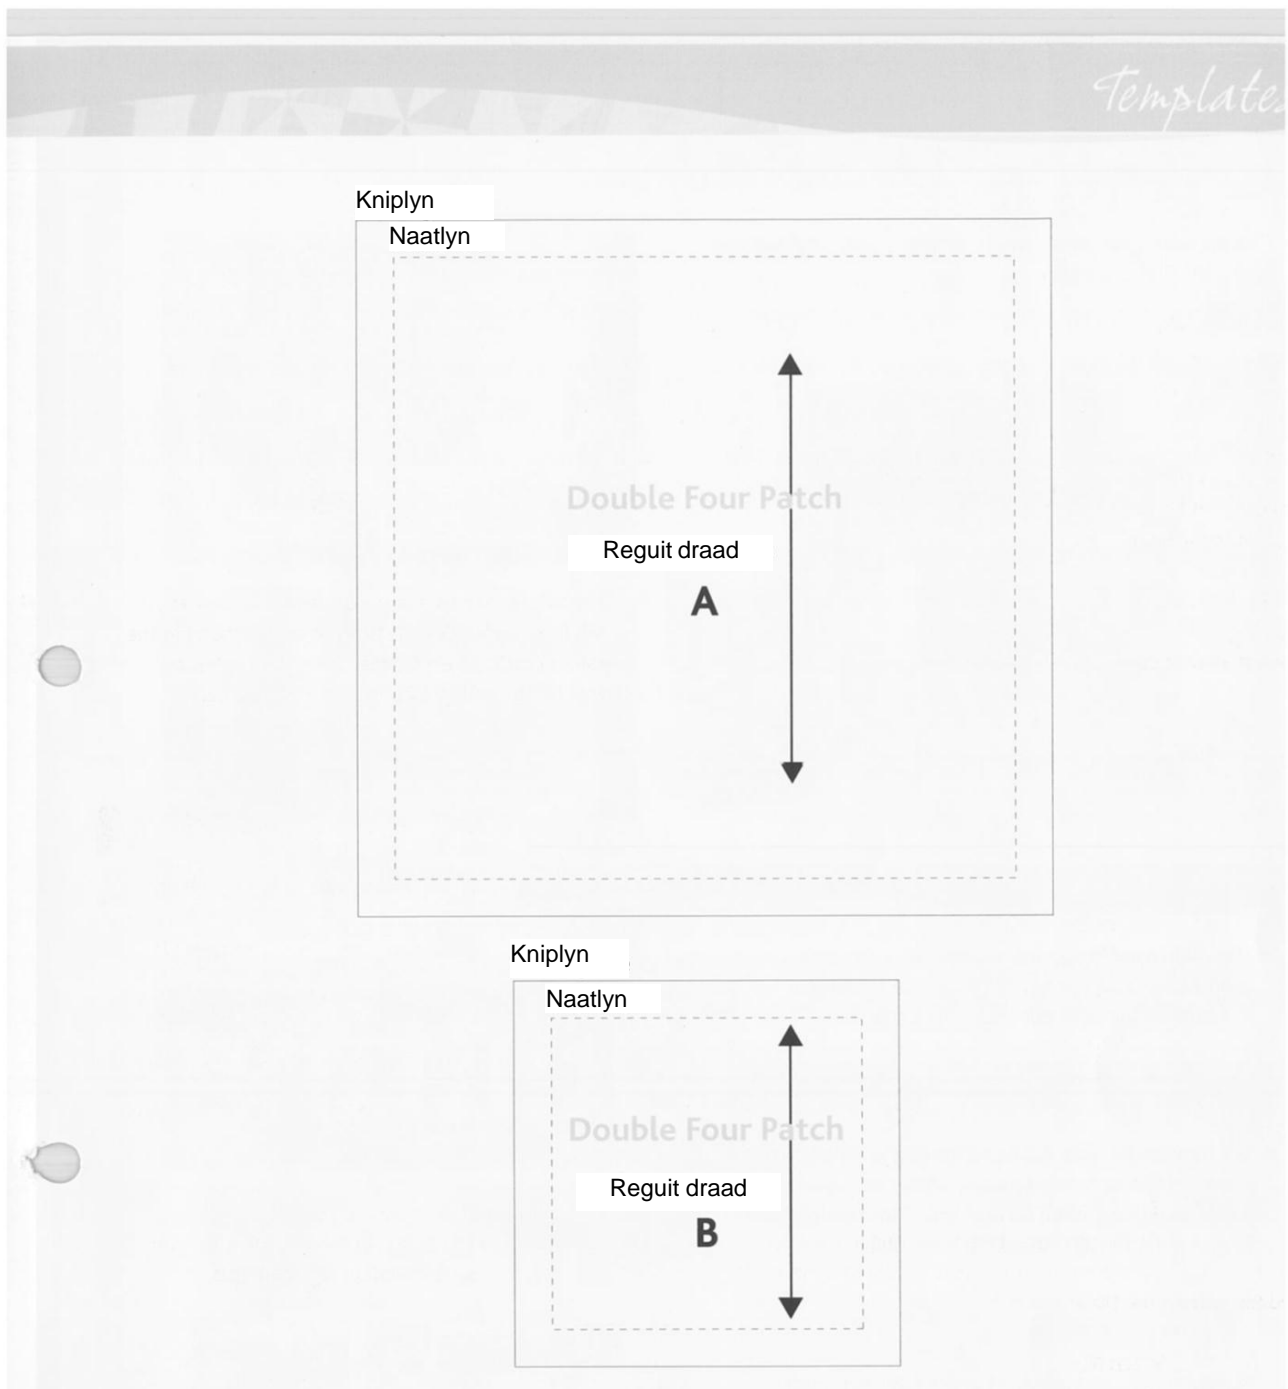 Template
Kniplyn
Naatlyn
Double Four Patch
Reguit draad
A
Kniplyn
Naatlyn
Double Four Patch
Reguit draad
B